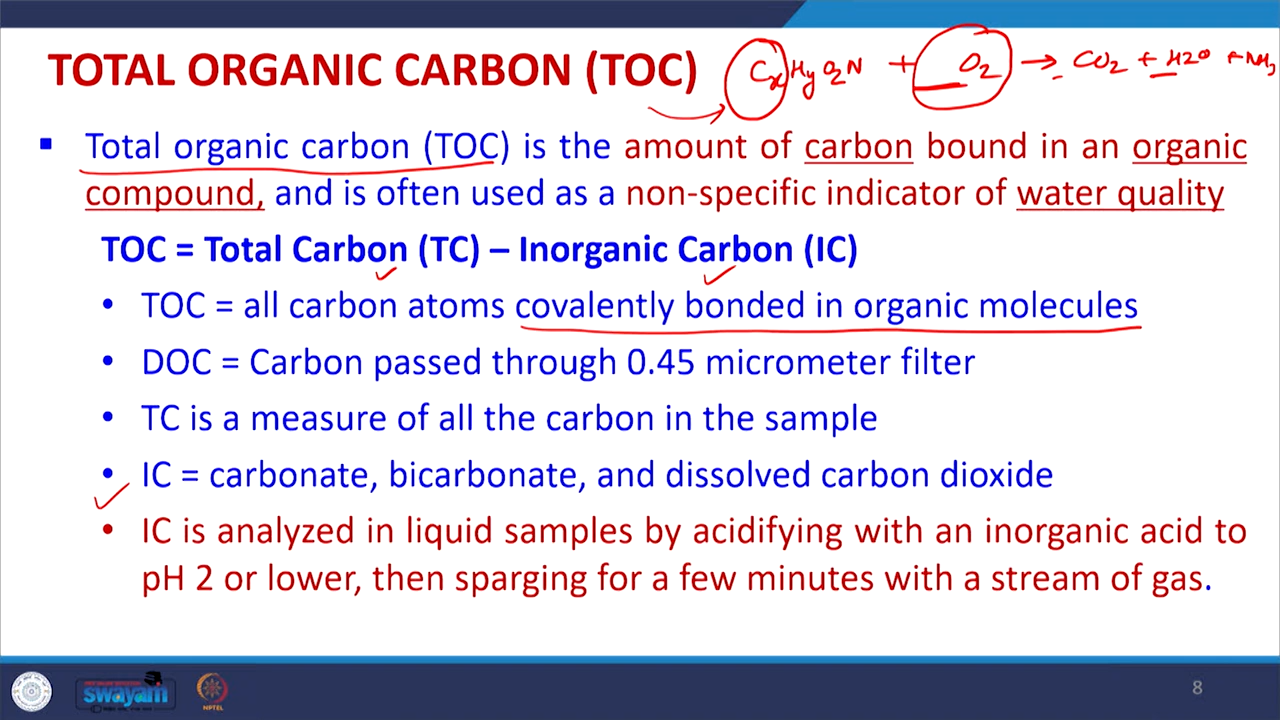 TOTAL ORGANIC CARBON (TOC) CxHyO2N + O2 → CO2 + H2O + NH3
▪ Total organic carbon (TOC) is the amount of carbon bound in an organic
compound, and is often used as a non-specific indicator of water quality
TOC = Total Carbon (TC) – Inorganic Carbon (IC)
• TOC = all carbon atoms covalently bonded in organic molecules
• DOC = Carbon passed through 0.45 micrometer filter
• TC is a measure of all the carbon in the sample
• IC = carbonate, bicarbonate, and dissolved carbon dioxide
• IC is analyzed in liquid samples by acidifying with an inorganic acid to
pH 2 or lower, then sparging for a few minutes with a stream of gas.
swayam
NPTEL
8